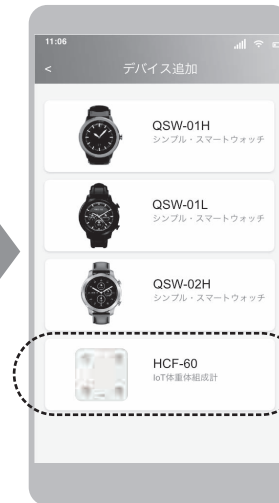 11:06
<
デバイス追加
QSW-01H
シンプル・スマートウォッチ
QSW-01L
シンプル・スマートウォッチ
QSW-02H
シンプル・スマートウォッチ
HCF-60
IoT体重体組成計